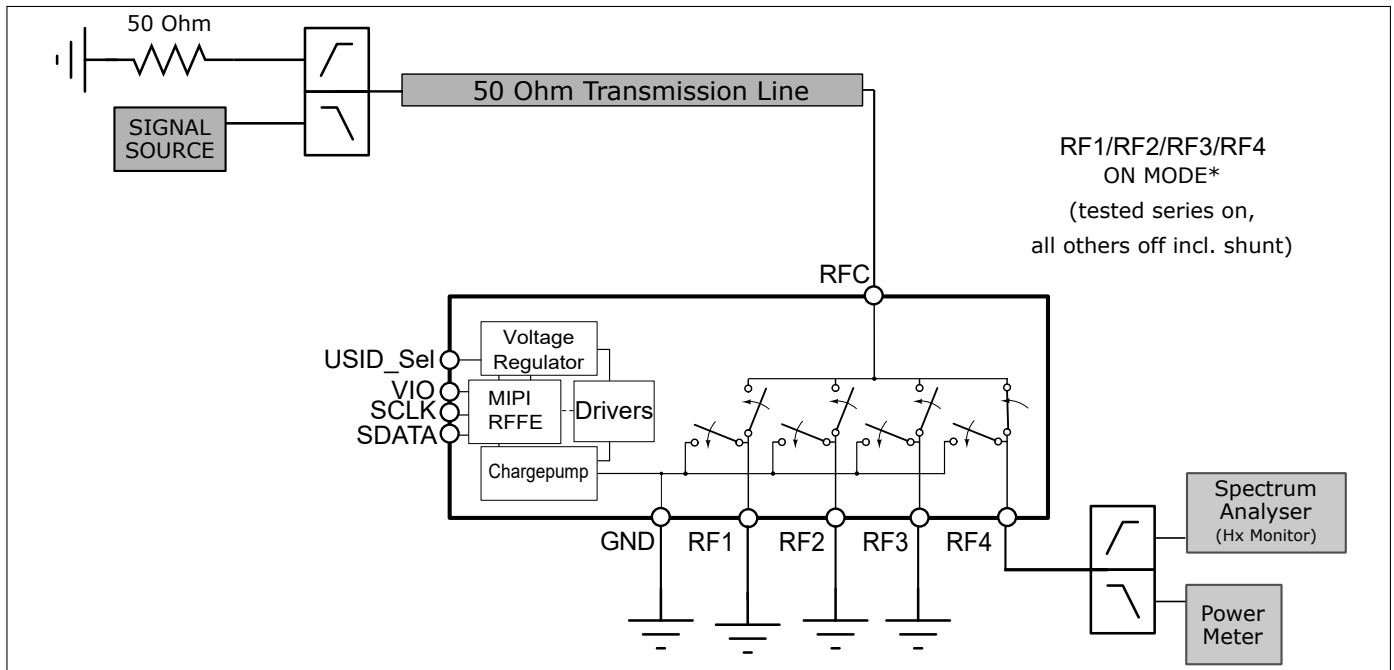 50 Ohm
SIGNAL
SOURCE
50 Ohm Transmission Line
RF1/RF2/RF3/RF4
ON MODE*
(tested series on,
all others off incl. shunt)
RFC
USID_Sel
VIO
SCLK
SDATA
Voltage
Regulator
MIPI
RFFE
Drivers
Chargepump
GND
RF1
RF2
RF3
RF4
Spectrum
Analyser
(Hx Monitor)
Power
Meter